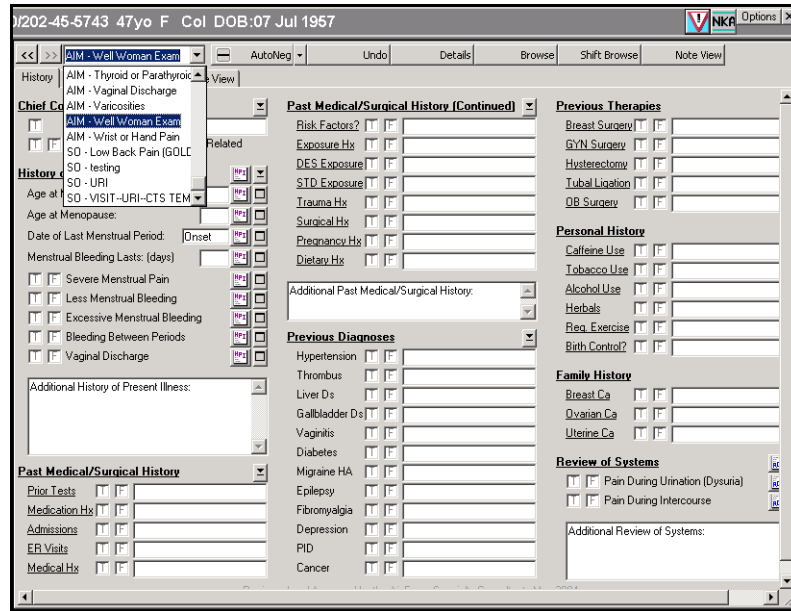 0/202-45-5743 47yo F Col DOB:07 Jul 1957
NKA
Options
<< >> AIM - Well Woman Exam
AutoNeg
Undo
Details
Browse
Shift Browse
Note View
History
View
AIM - Thyroid or Parathyroid
AIM - Vaginal Discharge
AIM - Varicosities
AIM - Well Woman Exam
AIM - Wrist or Hand Pain
SO - Low Back Pain (GOLD
SO - testing
SO - URI
SO - VISIT--URI--CTS TEM
Chief Co
T
T F Related
History o
Age at M
Age at Menopause:
Date of Last Menstrual Period: Onset
Menstrual Bleeding Lasts: (days)
T F Severe Menstrual Pain
T F Less Menstrual Bleeding
T F Excessive Menstrual Bleeding
T F Bleeding Between Periods
T F Vaginal Discharge
Additional History of Present Illness:
Past Medical/Surgical History
Prior Tests T F
Medication Hx T F
Admissions T F
ER Visits T F
Medical Hx T F
Past Medical/Surgical History (Continued)
Risk Factors? T F
Exposure Hx T F
DES Exposure T F
STD Exposure T F
Trauma Hx T F
Surgical Hx T F
Pregnancy Hx T F
Dietary Hx T F
Additional Past Medical/Surgical History:
Previous Diagnoses
Hypertension T F
Thrombus T F
Liver Ds T F
Gallbladder Ds T F
Vaginitis T F
Diabetes T F
Migraine HA T F
Epilepsy T F
Fibromyalgia T F
Depression T F
PID T F
Cancer T F
Previous Therapies
Breast Surgery T F
GYN Surgery T F
Hysterectomy T F
Tubal Ligation T F
OB Surgery T F
Personal History
Caffeine Use T F
Tobacco Use T F
Alcohol Use T F
Herbals T F
Reg. Exercise T F
Birth Control? T F
Family History
Breast Ca T F
Ovarian Ca T F
Uterine Ca T F
Review of Systems
T F Pain During Urination (Dysuria)
T F Pain During Intercourse
Additional Review of Systems: